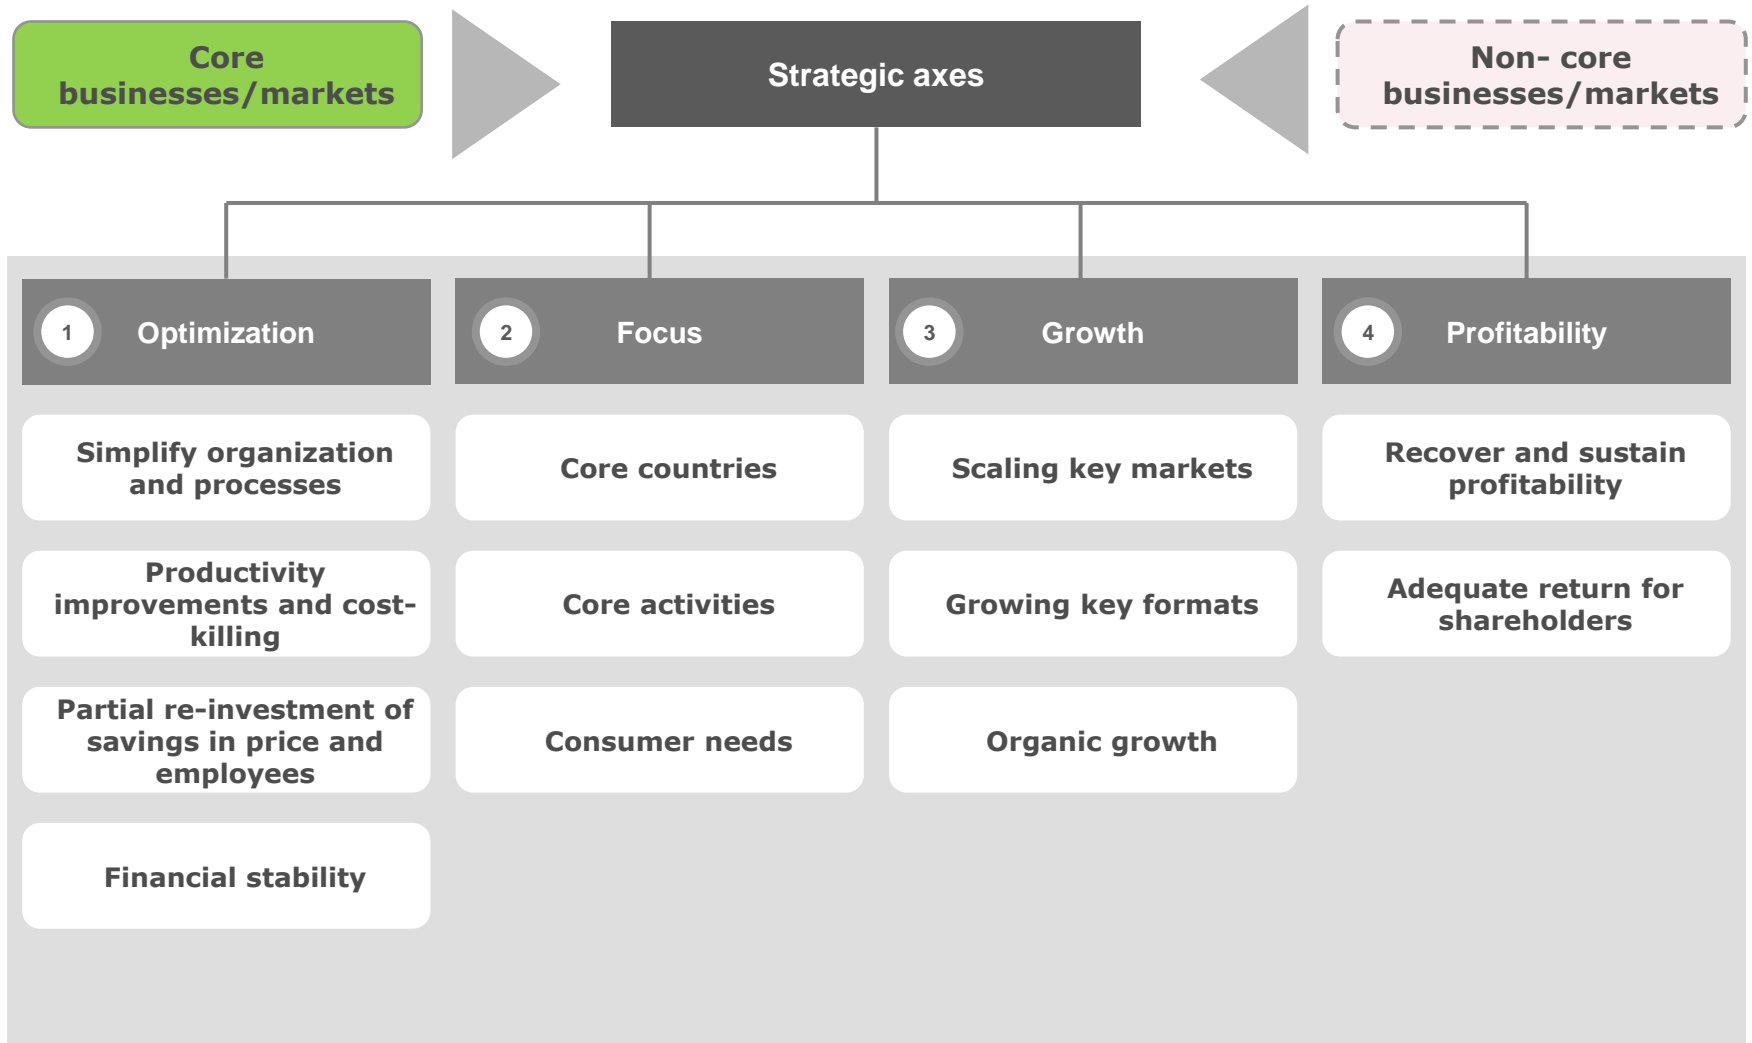 Core
businesses/markets
Strategic axes
Non- core
businesses/markets
1
Optimization
2
Focus
3
Growth
4
Profitability
Simplify organization
and processes
Productivity
improvements and cost-
killing
Partial re-investment of
savings in price and
employees
Financial stability
Core countries
Core activities
Consumer needs
Scaling key markets
Growing key formats
Organic growth
Recover and sustain
profitability
Adequate return for
shareholders